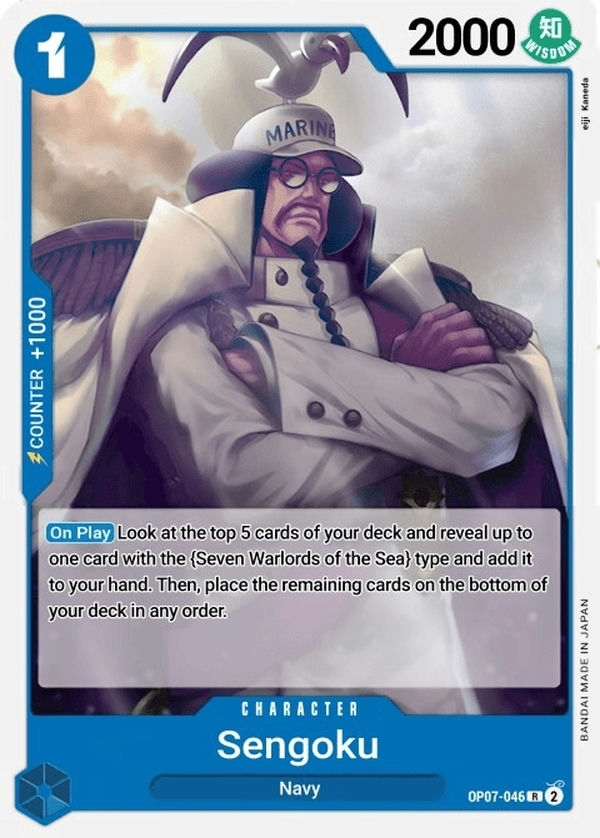 1
2000
知
WISDOM
eiji Kaneda
MARINE
COUNTER +1000
On Play Look at the top 5 cards of your deck and reveal up to
one card with the {Seven Warlords of the Sea} type and add it
to your hand. Then, place the remaining cards on the bottom of
your deck in any order.
BANDAI MADE IN JAPAN
CHARACTER
Sengoku
Navy
OP07-046 R 2